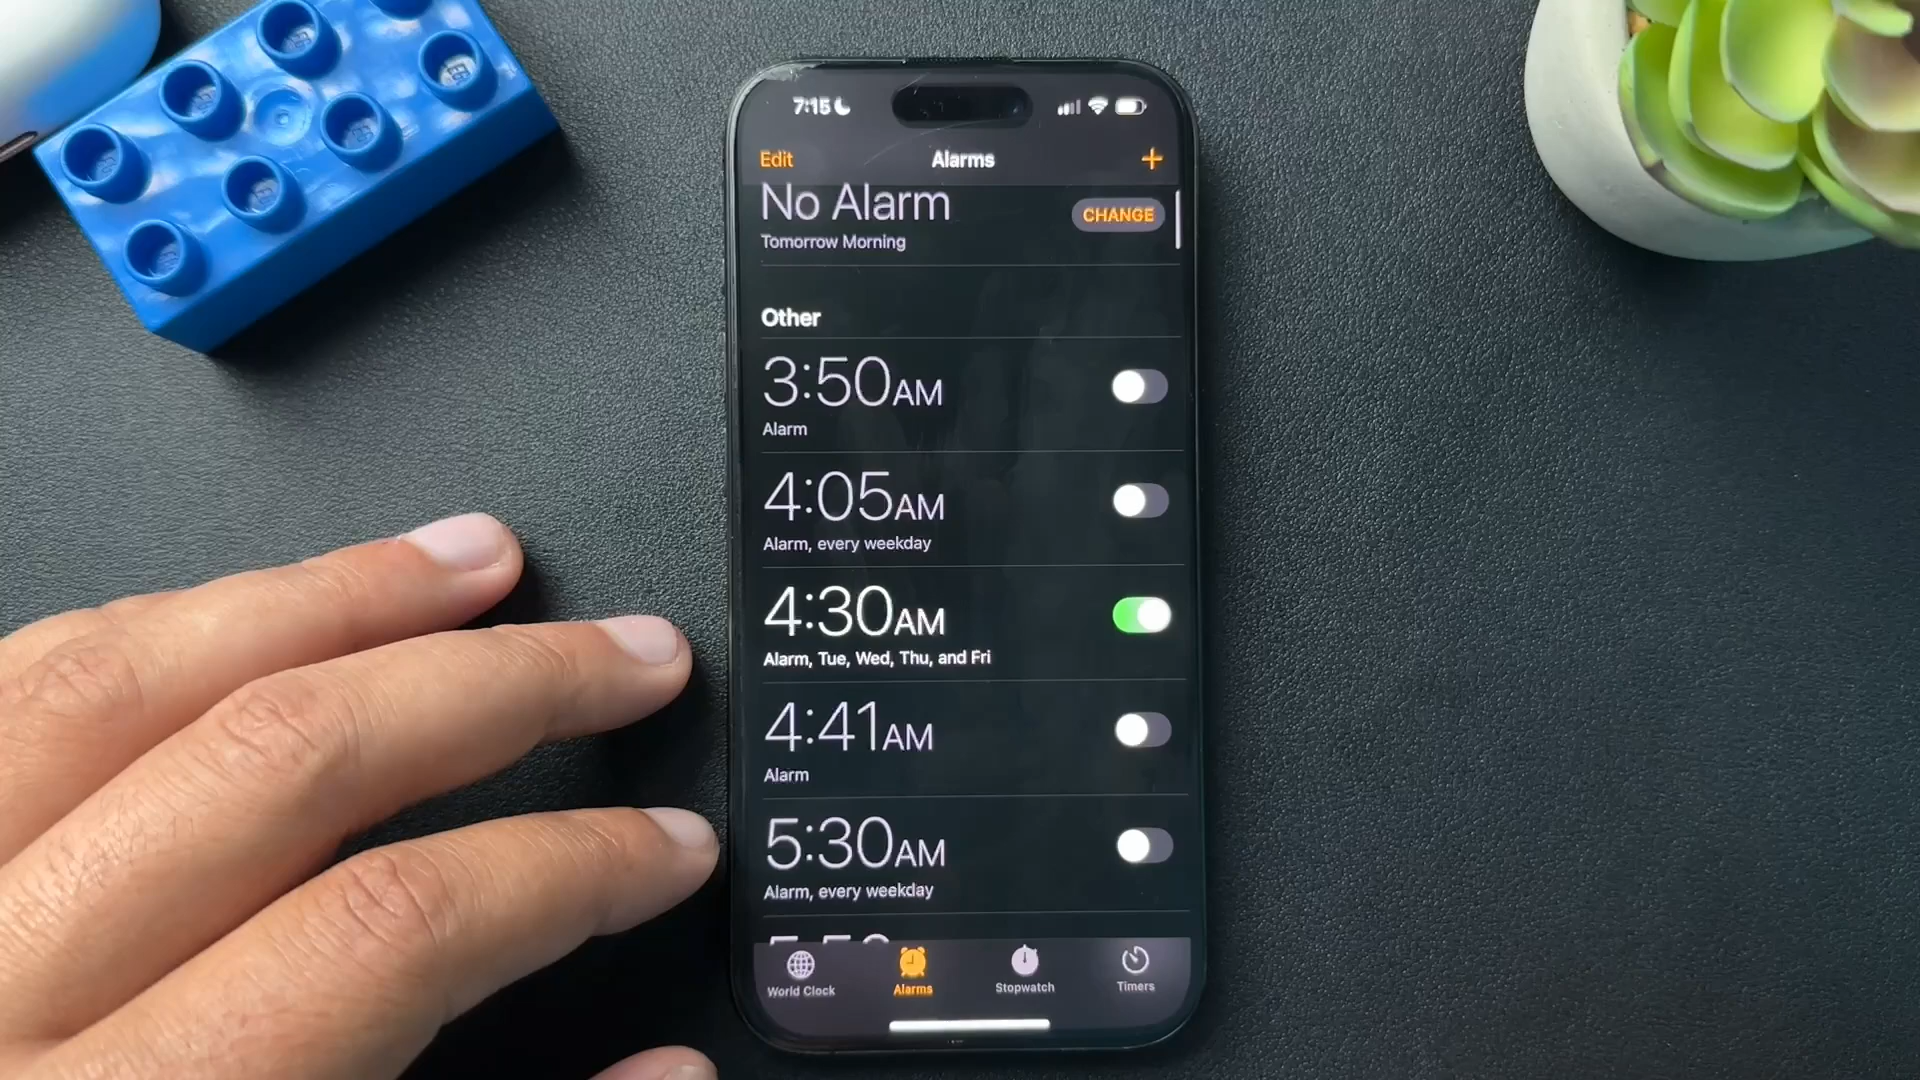 7:15
Edit
Alarms
+
No Alarm
CHANGE
Tomorrow Morning
Other
3:50AM
Alarm
4:05AM
Alarm, every weekday
4:30AM
Alarm, Tue, Wed, Thu, and Fri
4:41AM
Alarm
5:30AM
Alarm, every weekday
World Clock
Alarms
Stopwatch
Timers